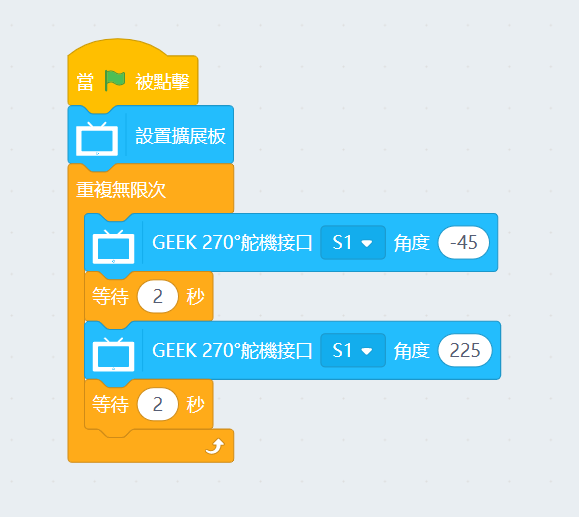 當 被點擊
設置擴展板
重複無限次
GEEK 270°舵機接口 S1 角度 -45
等待 2 秒
GEEK 270°舵機接口 S1 角度 225
等待 2 秒